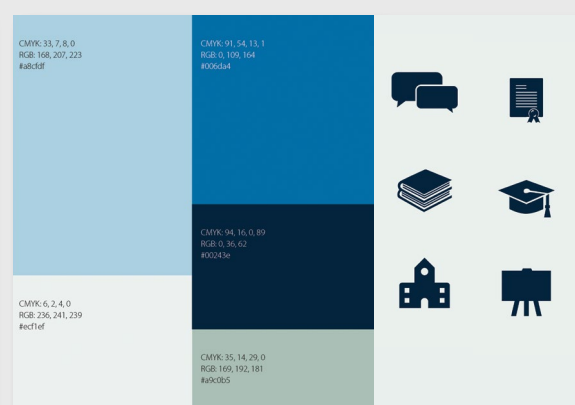 CMYK: 33, 7, 8, 0
RGB: 168, 207, 223
#a8cfdf
CMYK: 6, 2, 4, 0
RGB: 236, 241, 239
#ecf1ef
CMYK: 91, 54, 13, 1
RGB: 0, 109, 164
#006da4
CMYK: 94, 16, 0, 89
RGB: 0, 36, 62
#00243e
CMYK: 35, 14, 29, 0
RGB: 169, 192, 181
#a9c0b5